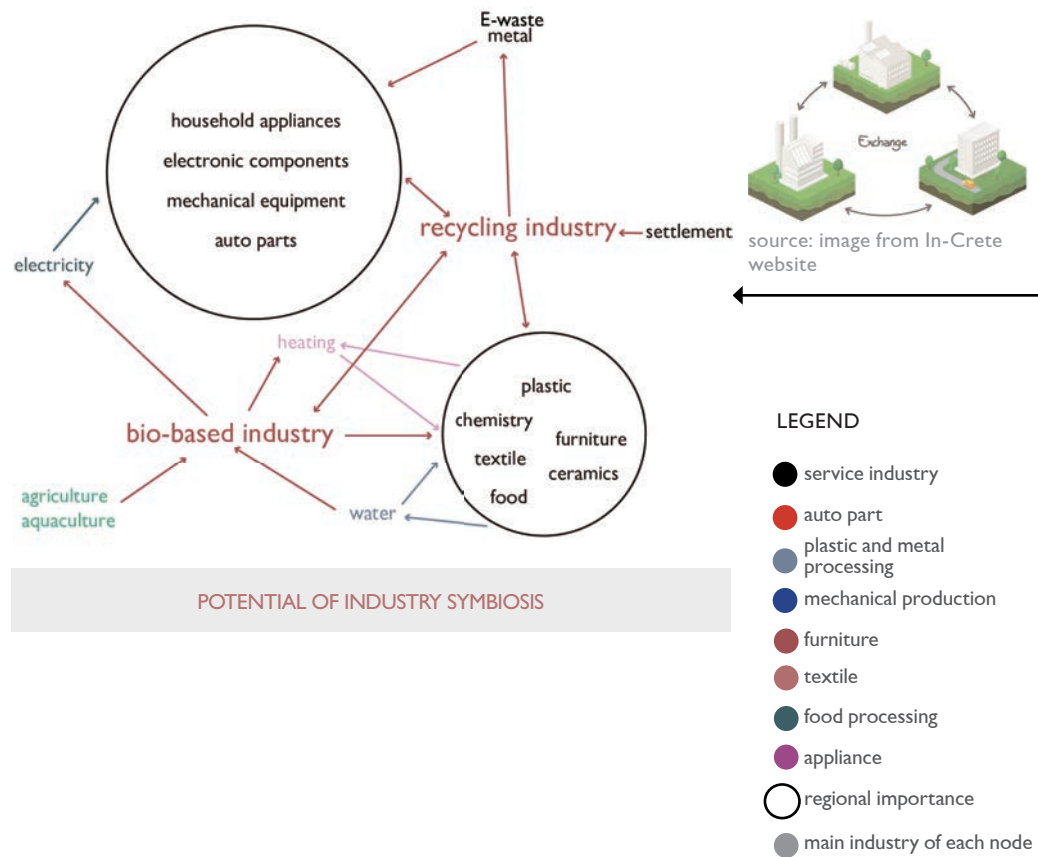 E-waste
metal
household appliances
electronic components
mechanical equipment
auto parts
recycling industry
settlement
electricity
heating
plastic
chemistry
furniture
textile
ceramics
food
bio-based industry
agriculture
aquaculture
water
POTENTIAL OF INDUSTRY SYMBIOSIS
Exchange
source: image from In-Crete
website
LEGEND
service industry
auto part
plastic and metal
processing
mechanical production
furniture
textile
food processing
appliance
regional importance
main industry of each node